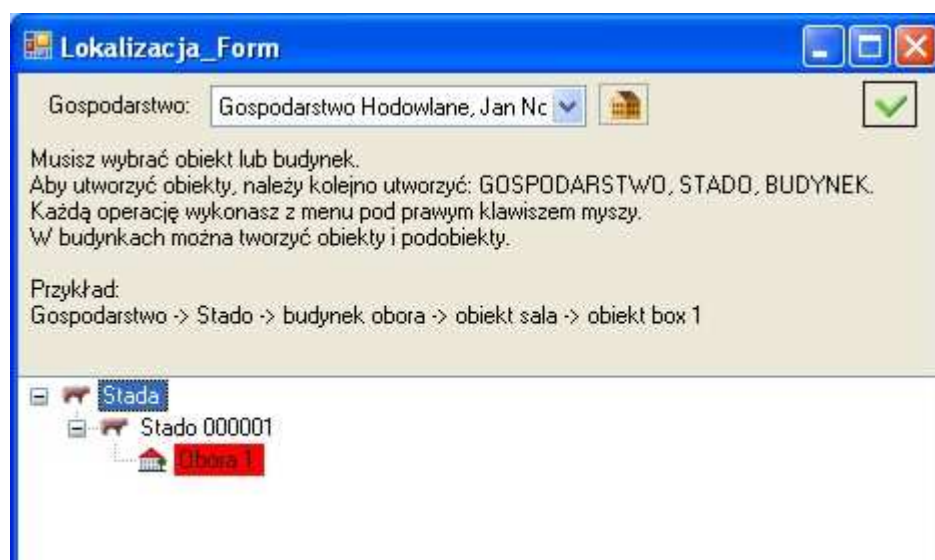 Lokalizacja_Form
Gospodarstwo: Gospodarstwo Hodowlane, Jan Nc
Musisz wybrać obiekt lub budynek.
Aby utworzyć obiekty, należy kolejno utworzyć: GOSPODARSTWO, STADO, BUDYNEK.
Każdą operację wykonasz z menu pod prawym klawiszem myszy.
W budynkach można tworzyć obiekty i podobiekty.
Przykład:
Gospodarstwo -> Stado -> budynek obora -> obiekt sala -> obiekt box 1
Stada
Stado 000001
Obora 1